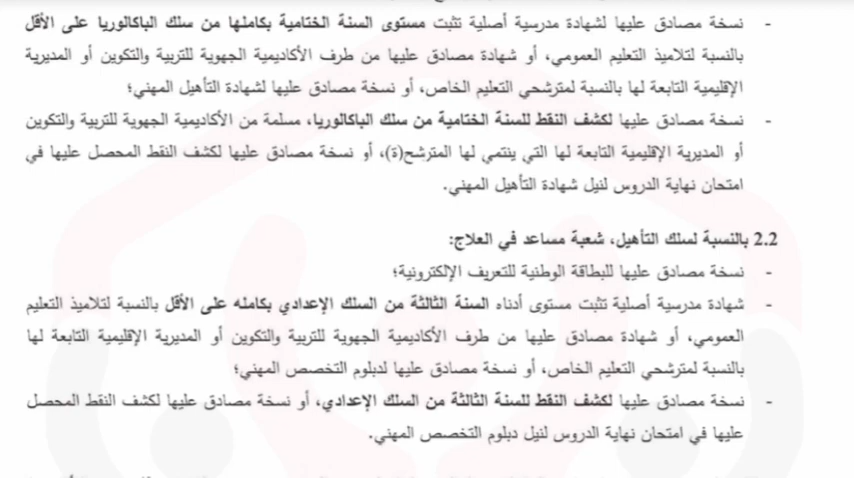 - نسخة مصادق عليها لشهادة مدرسية أصلية تثبت مستوى السنة الختامية بكاملها من سلك الباكالوريا على الأقل
بالنسبة لتلاميذ التعليم العمومي، أو شهادة مصادق عليها من طرف الأكاديمية الجهوية للتربية والتكوين أو المديرية
الإقليمية التابعة لها بالنسبة لمترشحي التعليم الخاص، أو نسخة مصادق عليها لشهادة التأهيل المهني؛
- نسخة مصادق عليها لكشف النقط للسنة الختامية من سلك الباكالوريا، مسلمة من الأكاديمية الجهوية للتربية والتكوين
أو المديرية الإقليمية التابعة لها التي ينتمي لها المترشح(ة)، أو نسخة مصادق عليها لكشف النقط المحصل عليها في
امتحان نهاية الدروس لنيل شهادة التأهيل المهني.
2.2 بالنسبة لسلك التأهيل، شعبة مساعد في العلاج:
- نسخة مصادق عليها للبطاقة الوطنية للتعريف الإلكترونية؛
- شهادة مدرسية أصلية تثبت مستوى أدناه السنة الثالثة من السلك الإعدادي بكامله على الأقل بالنسبة لتلاميذ التعليم
العمومي، أو شهادة مصادق عليها من طرف الأكاديمية الجهوية للتربية والتكوين أو المديرية الإقليمية التابعة لها
بالنسبة لمترشحي التعليم الخاص، أو نسخة مصادق عليها لدبلوم التخصص المهني؛
- نسخة مصادق عليها لكشف النقط للسنة الثالثة من السلك الإعدادي، أو نسخة مصادق عليها لكشف النقط المحصل
عليها في امتحان نهاية الدروس لنيل دبلوم التخصص المهني.